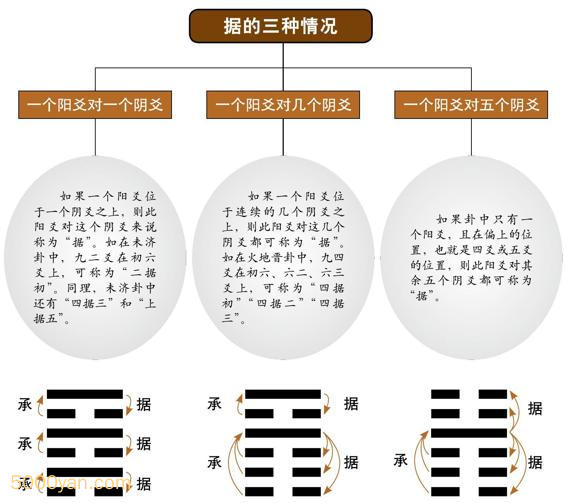 据的三种情况
一个阳爻对一个阴爻
一个阳爻对几个阴爻
一个阳爻对五个阴爻
如果一个阳爻位
于一个阴爻之上，则此
阳爻对这个阴爻来说
称为“据”。如在未济
卦中，九二爻在初六
爻上，可称为“二据
初”。同理，未济卦中
还有“四据三”和“上
据五”。
如果一个阳爻位
于连续的几个阴爻之
上，则此阳爻对这几个
阴爻都可称为“据”。
如在火地晋卦中，九四
在初六、六二、六三
爻上，可称为“四据
初”“四据二”“四据
三”。
如果卦中只有一
个阳爻，且在偏上的位
置，也就是四爻或五爻
的位置，则此阳爻对其
余五个阴爻都可称为
“据”。
承
据
承
据
承
据
承
据
承
据
据
承
据
5000yan.com